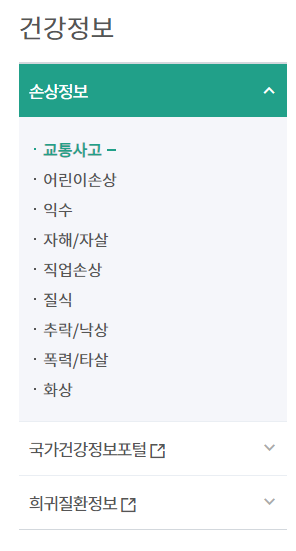 건강정보
손상정보
· 교통사고 –
· 어린이손상
· 익수
· 자해/자살
· 직업손상
· 질식
· 추락/낙상
· 폭력/타살
· 화상
국가건강정보포털
희귀질환정보